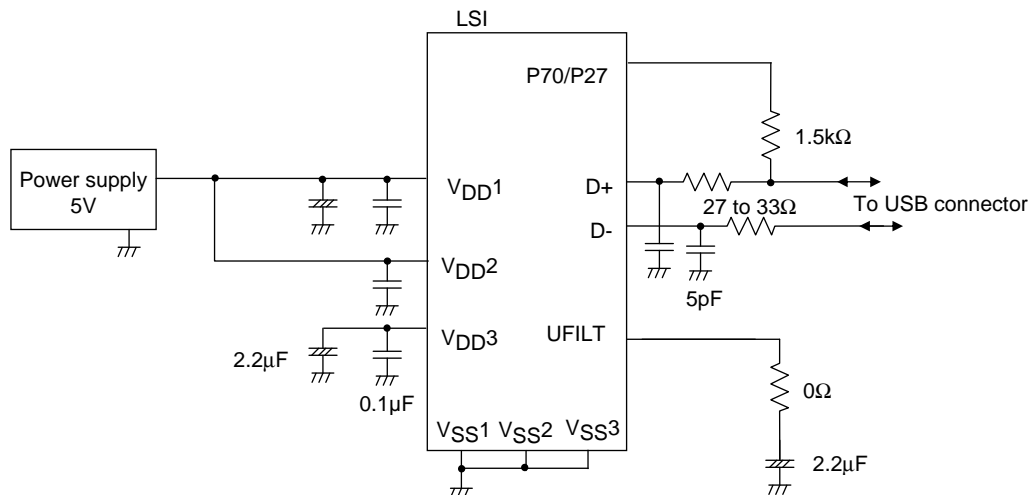 LSI
P70/P27
1.5kΩ
Power supply
5V
VDD1
D+
27 to 33Ω
To USB connector
D-
VDD2
5pF
VDD3
UFILT
2.2μF
0.1μF
0Ω
VSS1
VSS2
VSS3
2.2μF